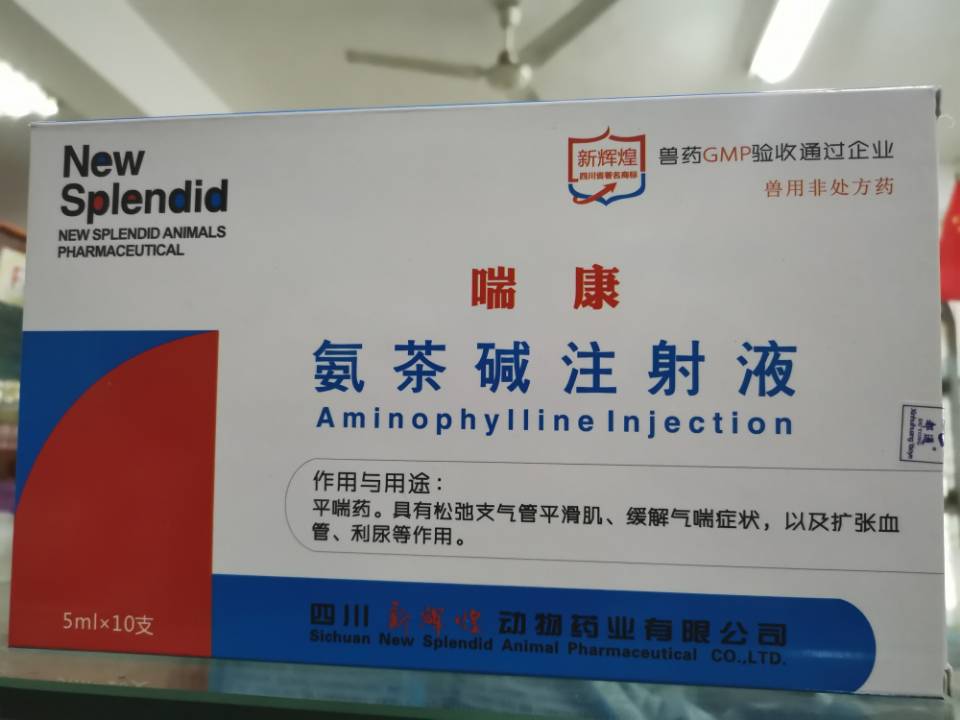 New
Splendid
NEW SPLENDID ANIMALS
PHARMACEUTICAL
新辉煌
四川省著名商标
兽药GMP验收通过企业
兽用非处方药
喘 康
氨茶碱注射液
Aminophylline Injection
作用与用途：
平喘药。具有松弛支气管平滑肌、缓解气喘症状，以及扩张血
管、利尿等作用。
5ml×10支
四川新辉煌动物药业有限公司
Sichuan New Splendid Animal Pharmaceutical CO.,LTD.